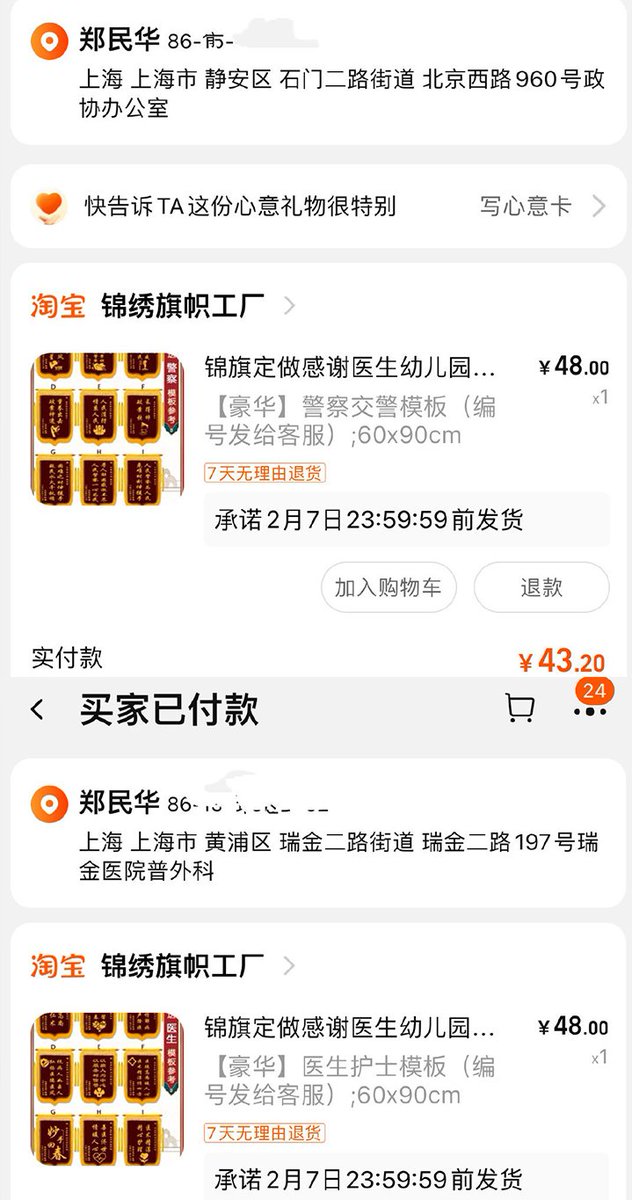 郑民华 86-
上海 上海市 静安区 石门二路街道 北京西路960号政
协办公室
快告诉TA这份心意礼物很特别
写心意卡
淘宝 锦绣旗帜工厂
锦旗定做感谢医生幼儿园... ¥48.00
【豪华】警察交警模板（编 x1
号发给客服）;60x90cm
7天无理由退货
承诺2月7日23:59:59前发货
加入购物车 退款
实付款 ¥43.20
买家已付款 24
郑民华 86-
上海 上海市 黄浦区 瑞金二路街道 瑞金二路197号瑞
金医院普外科
淘宝 锦绣旗帜工厂
锦旗定做感谢医生幼儿园... ¥48.00
【豪华】医生护士模板（编 x1
号发给客服）;60x90cm
7天无理由退货
承诺2月7日23:59:59前发货
警察 模板参考
D E F
G H I
医生 模板参考
D E F
G H I
妙手回春